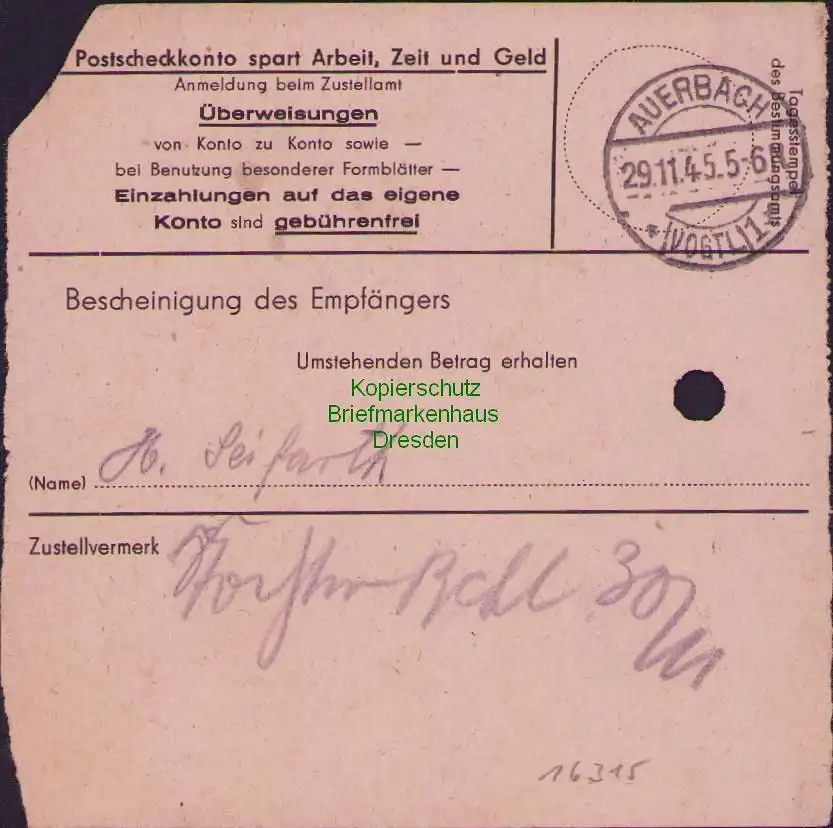 Postscheckkonto spart Arbeit, Zeit und Geld
Anmeldung beim Zustellamt
Überweisungen
von Konto zu Konto sowie —
bei Benutzung besonderer Formblätter —
Einzahlungen auf das eigene
Konto sind gebührenfrei
Tagesstempel
des Bestimmungsamts
AUERBACH
29.11.45.5-6
* (VOGTL) 1 *
Bescheinigung des Empfängers
Umstehenden Betrag erhalten
Kopierschutz
Briefmarkenhaus
Dresden
(Name) H. Seifarth
Zustellvermerk
30
16315